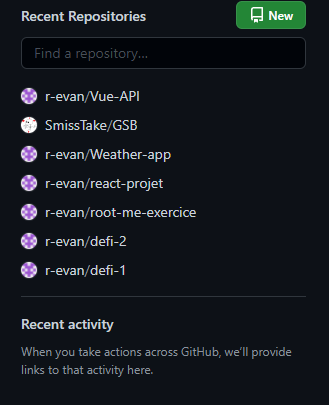 Recent Repositories
New
Find a repository...
r-evan/Vue-API
SmissTake/GSB
r-evan/Weather-app
r-evan/react-projet
r-evan/root-me-exercice
r-evan/defi-2
r-evan/defi-1
Recent activity
When you take actions across GitHub, we'll provide
links to that activity here.